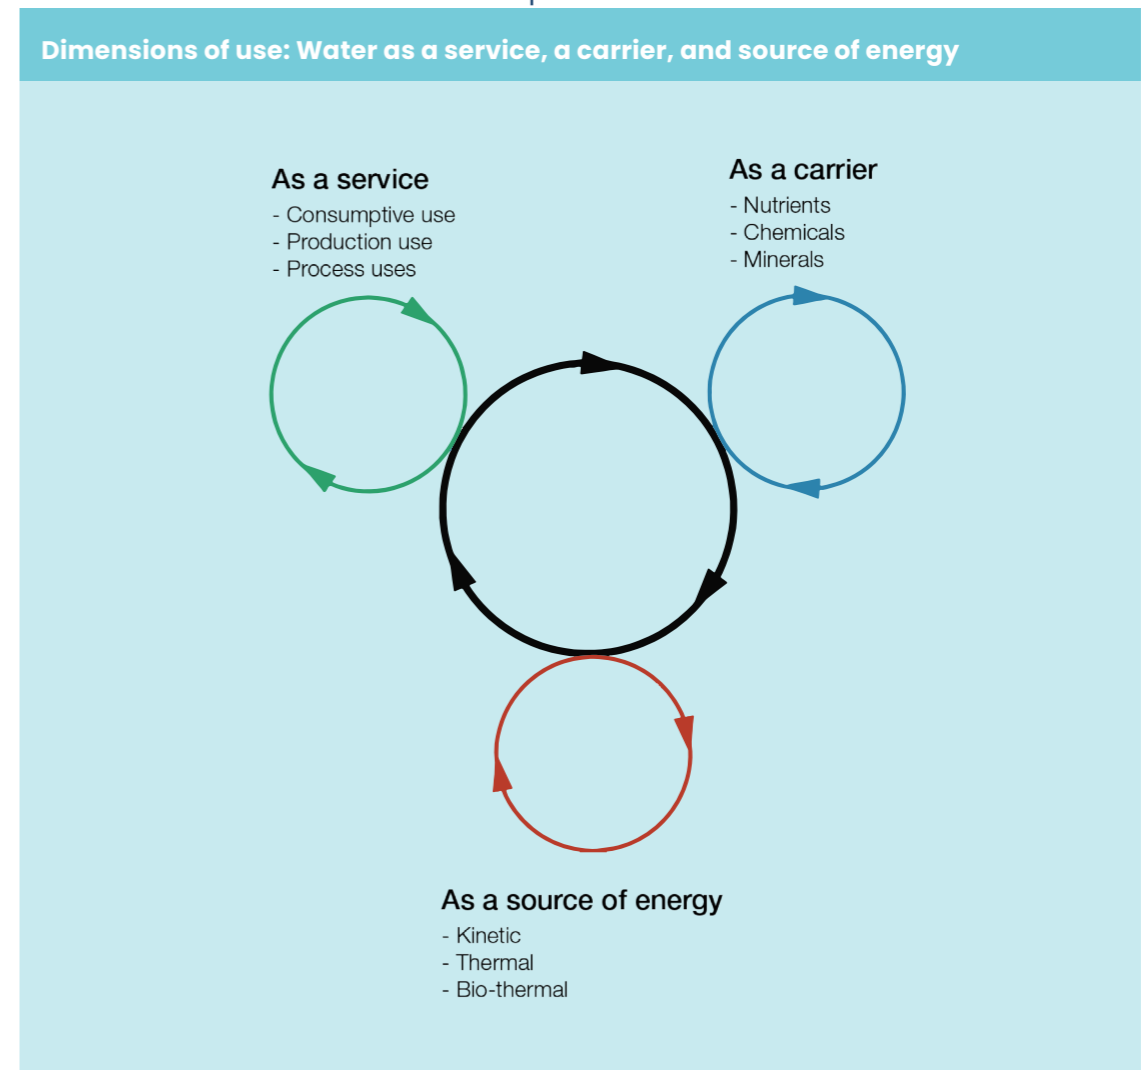 Dimensions of use: Water as a service, a carrier, and source of energy
As a service
- Consumptive use
- Production use
- Process uses
As a carrier
- Nutrients
- Chemicals
- Minerals
As a source of energy
- Kinetic
- Thermal
- Bio-thermal